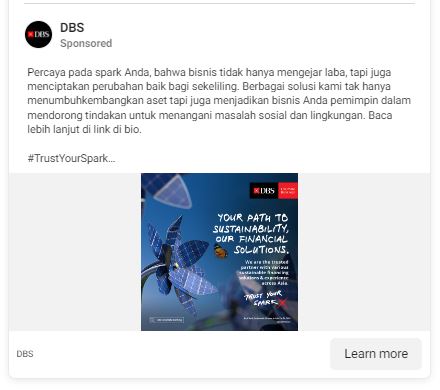 DBS
Sponsored
Percaya pada spark Anda, bahwa bisnis tidak hanya mengejar laba, tapi juga
menciptakan perubahan baik bagi sekeliling. Berbagai solusi kami tak hanya
menumbuhkembangkan aset tapi juga menjadikan bisnis Anda pemimpin dalam
mendorong tindakan untuk menangani masalah sosial dan lingkungan. Baca
lebih lanjut di link di bio.
#TrustYourSpark...
DBS
YOUR PATH TO
SUSTAINABILITY,
OUR FINANCIAL
SOLUTIONS.
We are the trusted
partner with various
sustainable financing
solutions & experience
across Asia.
TRUST YOUR
SPARK
DBS
Learn more